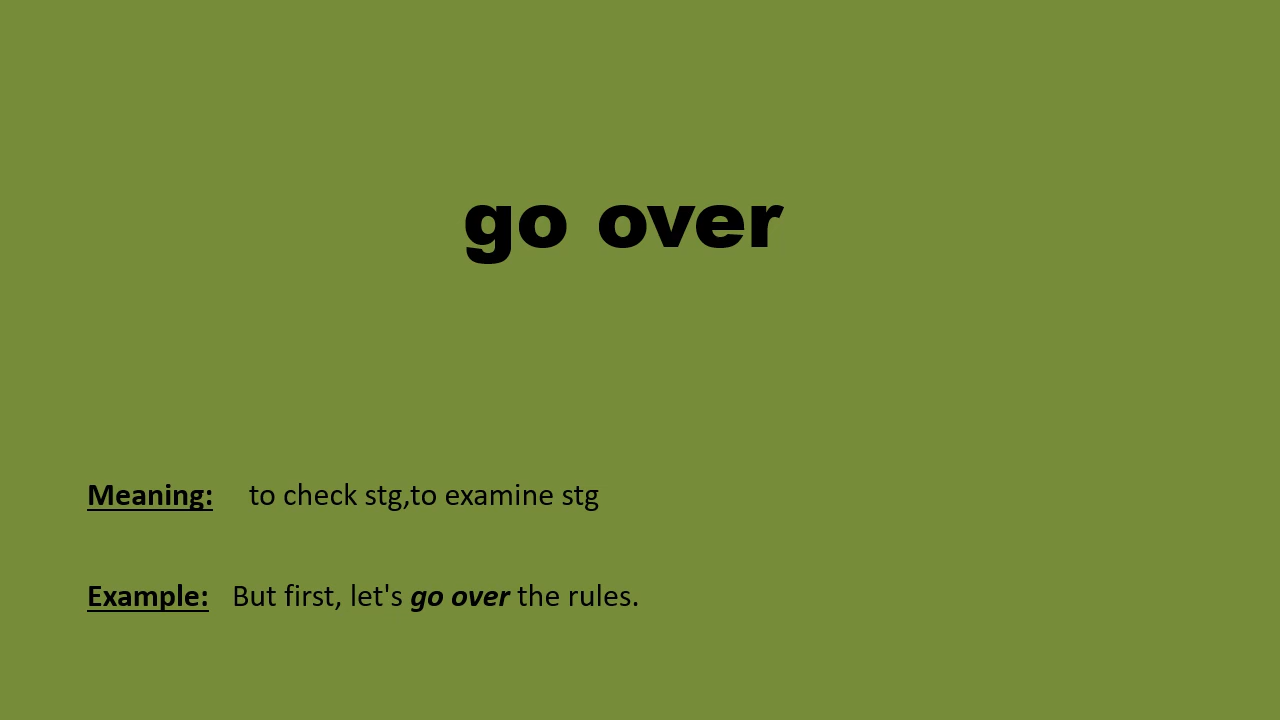 go over
Meaning: to check stg,to examine stg
Example: But first, let's go over the rules.